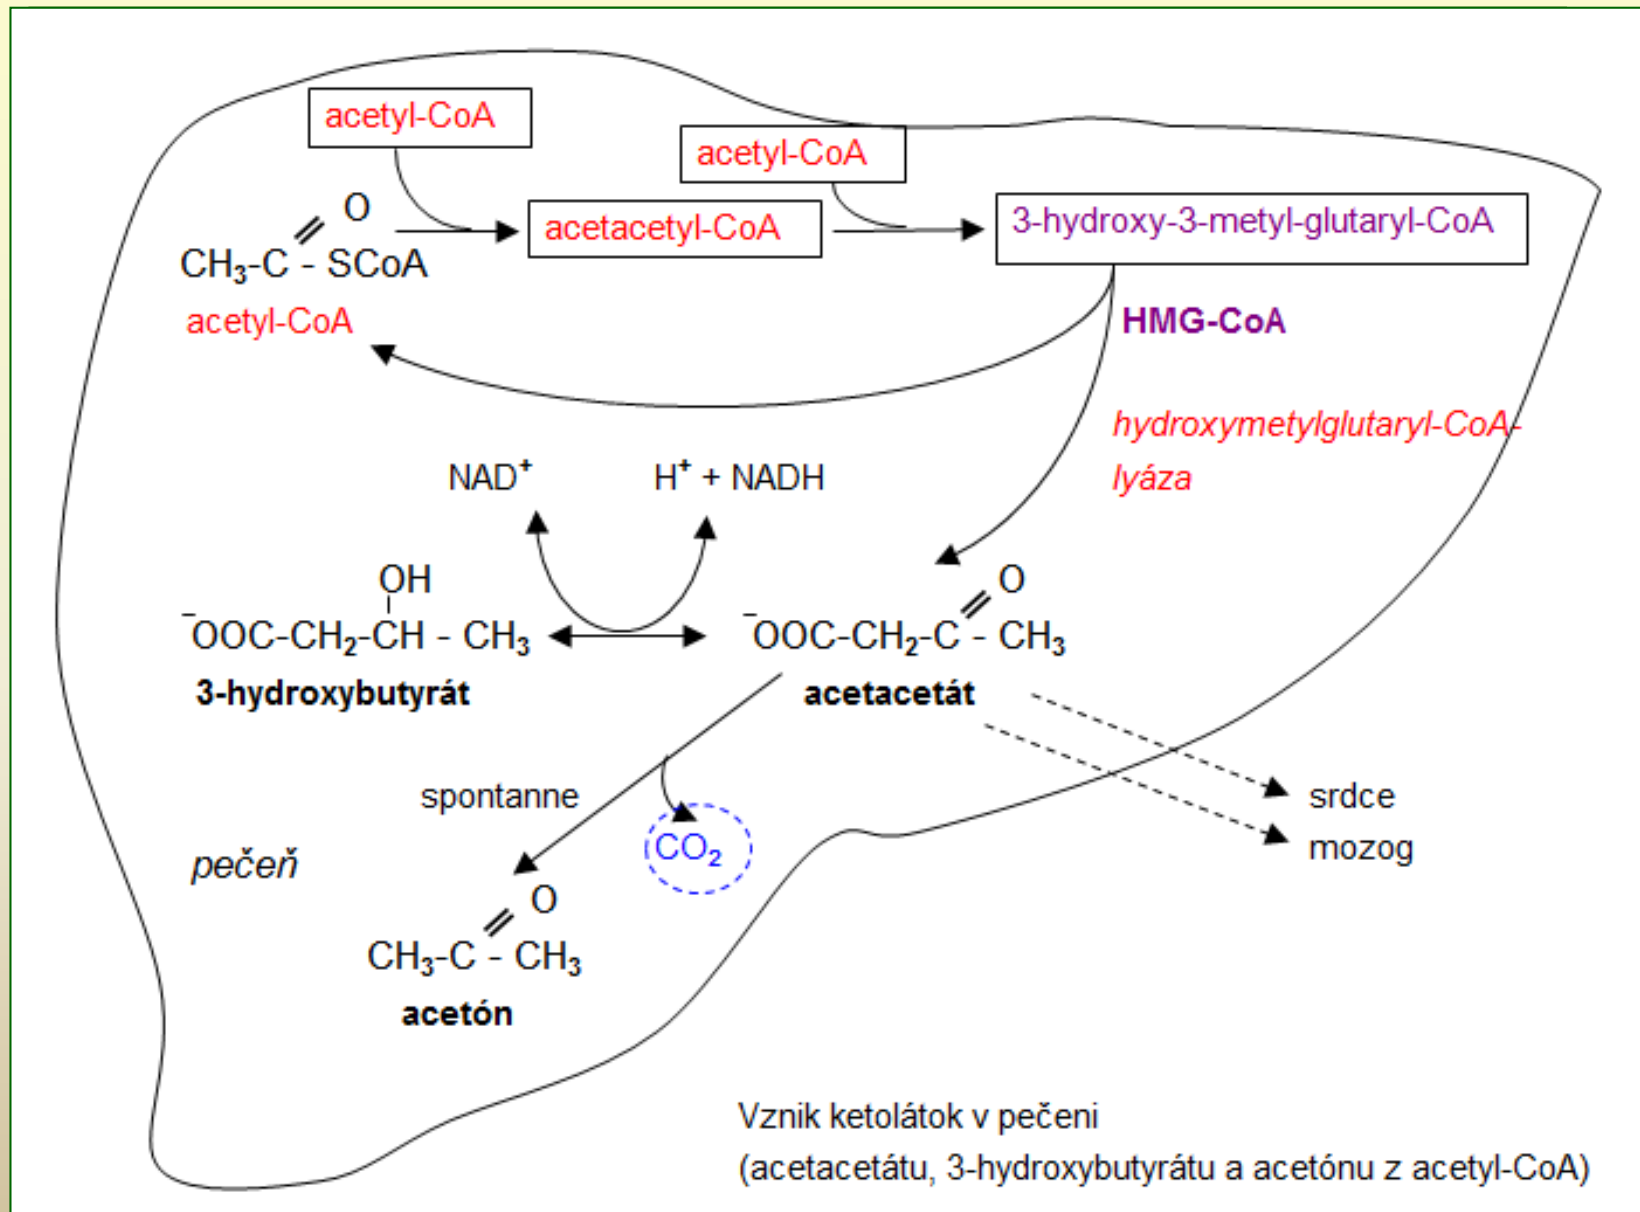 acetyl-CoA
acetyl-CoA
O
CH₃-C - SCoA
acetyl-CoA
acetacetyl-CoA
3-hydroxy-3-metyl-glutaryl-CoA
HMG-CoA
hydroxymetylglutaryl-CoA-
lyáza
NAD⁺
H⁺ + NADH
OH
⁻OOC-CH₂-CH - CH₃
3-hydroxybutyrát
O
⁻OOC-CH₂-C - CH₃
acetacetát
spontanne
CO₂
srdce
mozog
pečeň
O
CH₃-C - CH₃
acetón
Vznik ketolátok v pečeni
(acetacetátu, 3-hydroxybutyrátu a acetónu z acetyl-CoA)